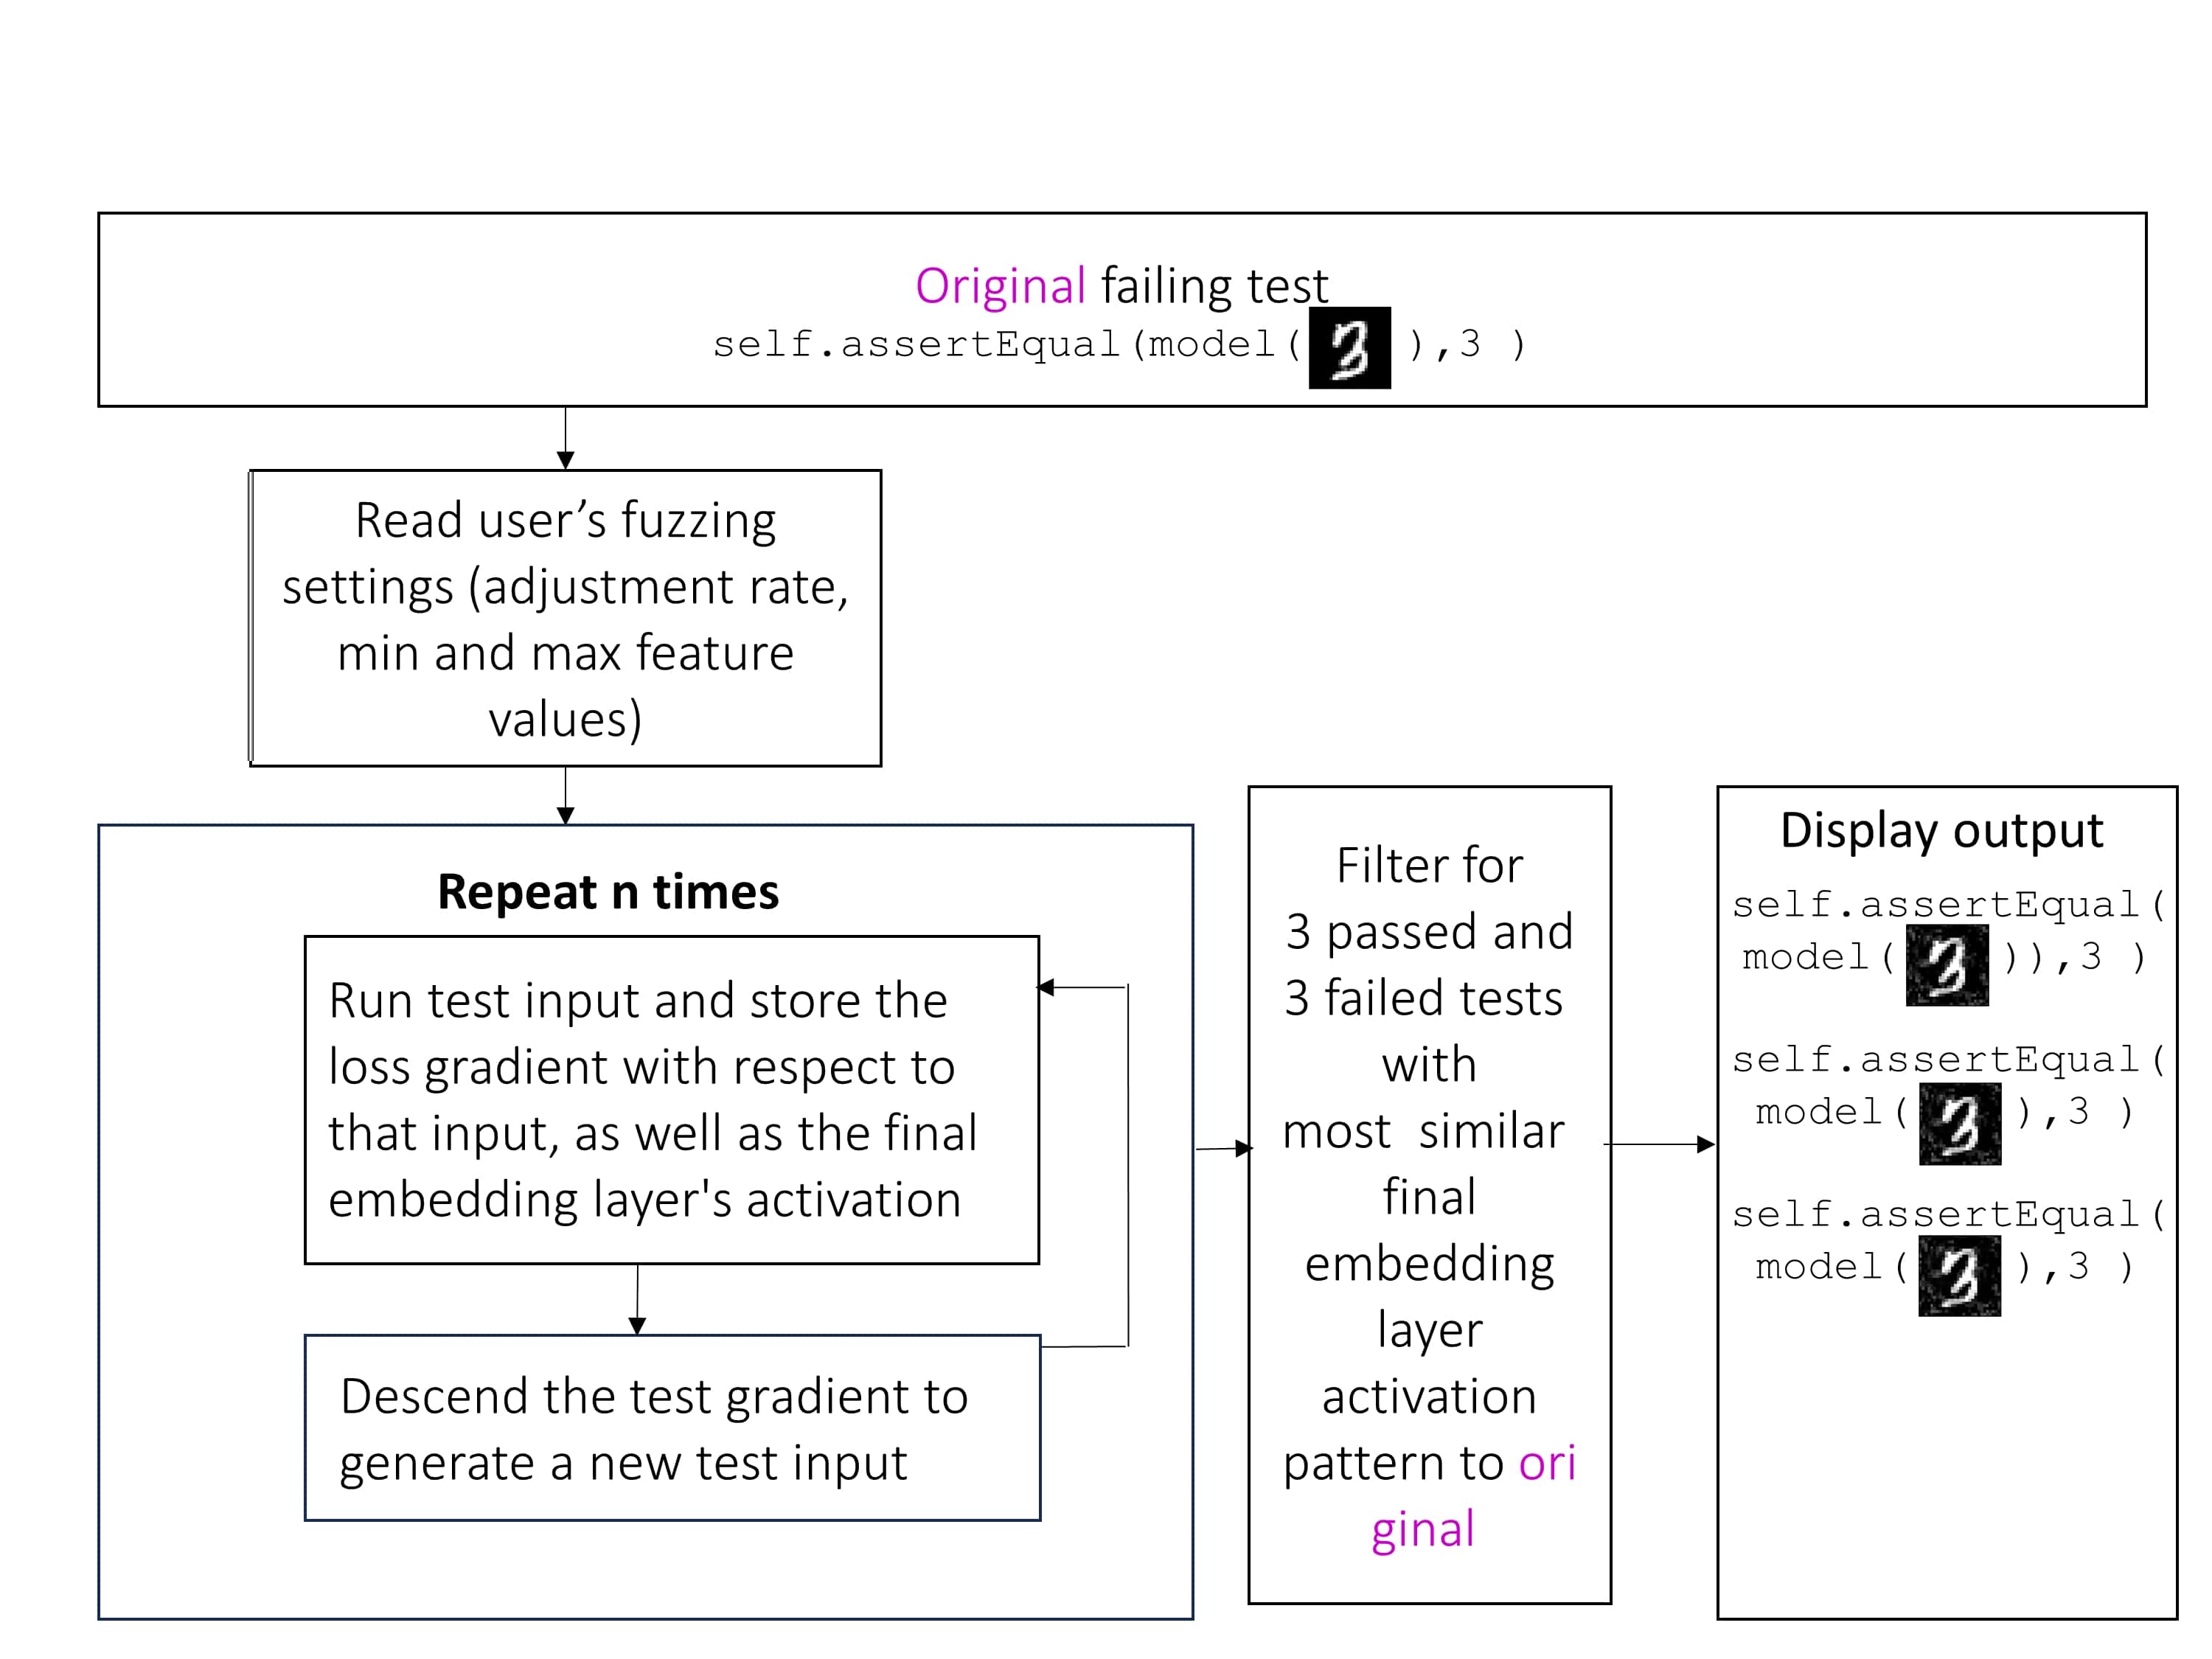 Original failing test
self.assertEqual(model( ),3 )
Read user’s fuzzing
settings (adjustment rate,
min and max feature
values)
Repeat n times
Run test input and store the
loss gradient with respect to
that input, as well as the final
embedding layer's activation
Descend the test gradient to
generate a new test input
Filter for
3 passed and
3 failed tests
with
most similar
final
embedding
layer
activation
pattern to ori
ginal
Display output
self.assertEqual(
model( )),3 )
self.assertEqual(
model( ),3 )
self.assertEqual(
model( ),3 )